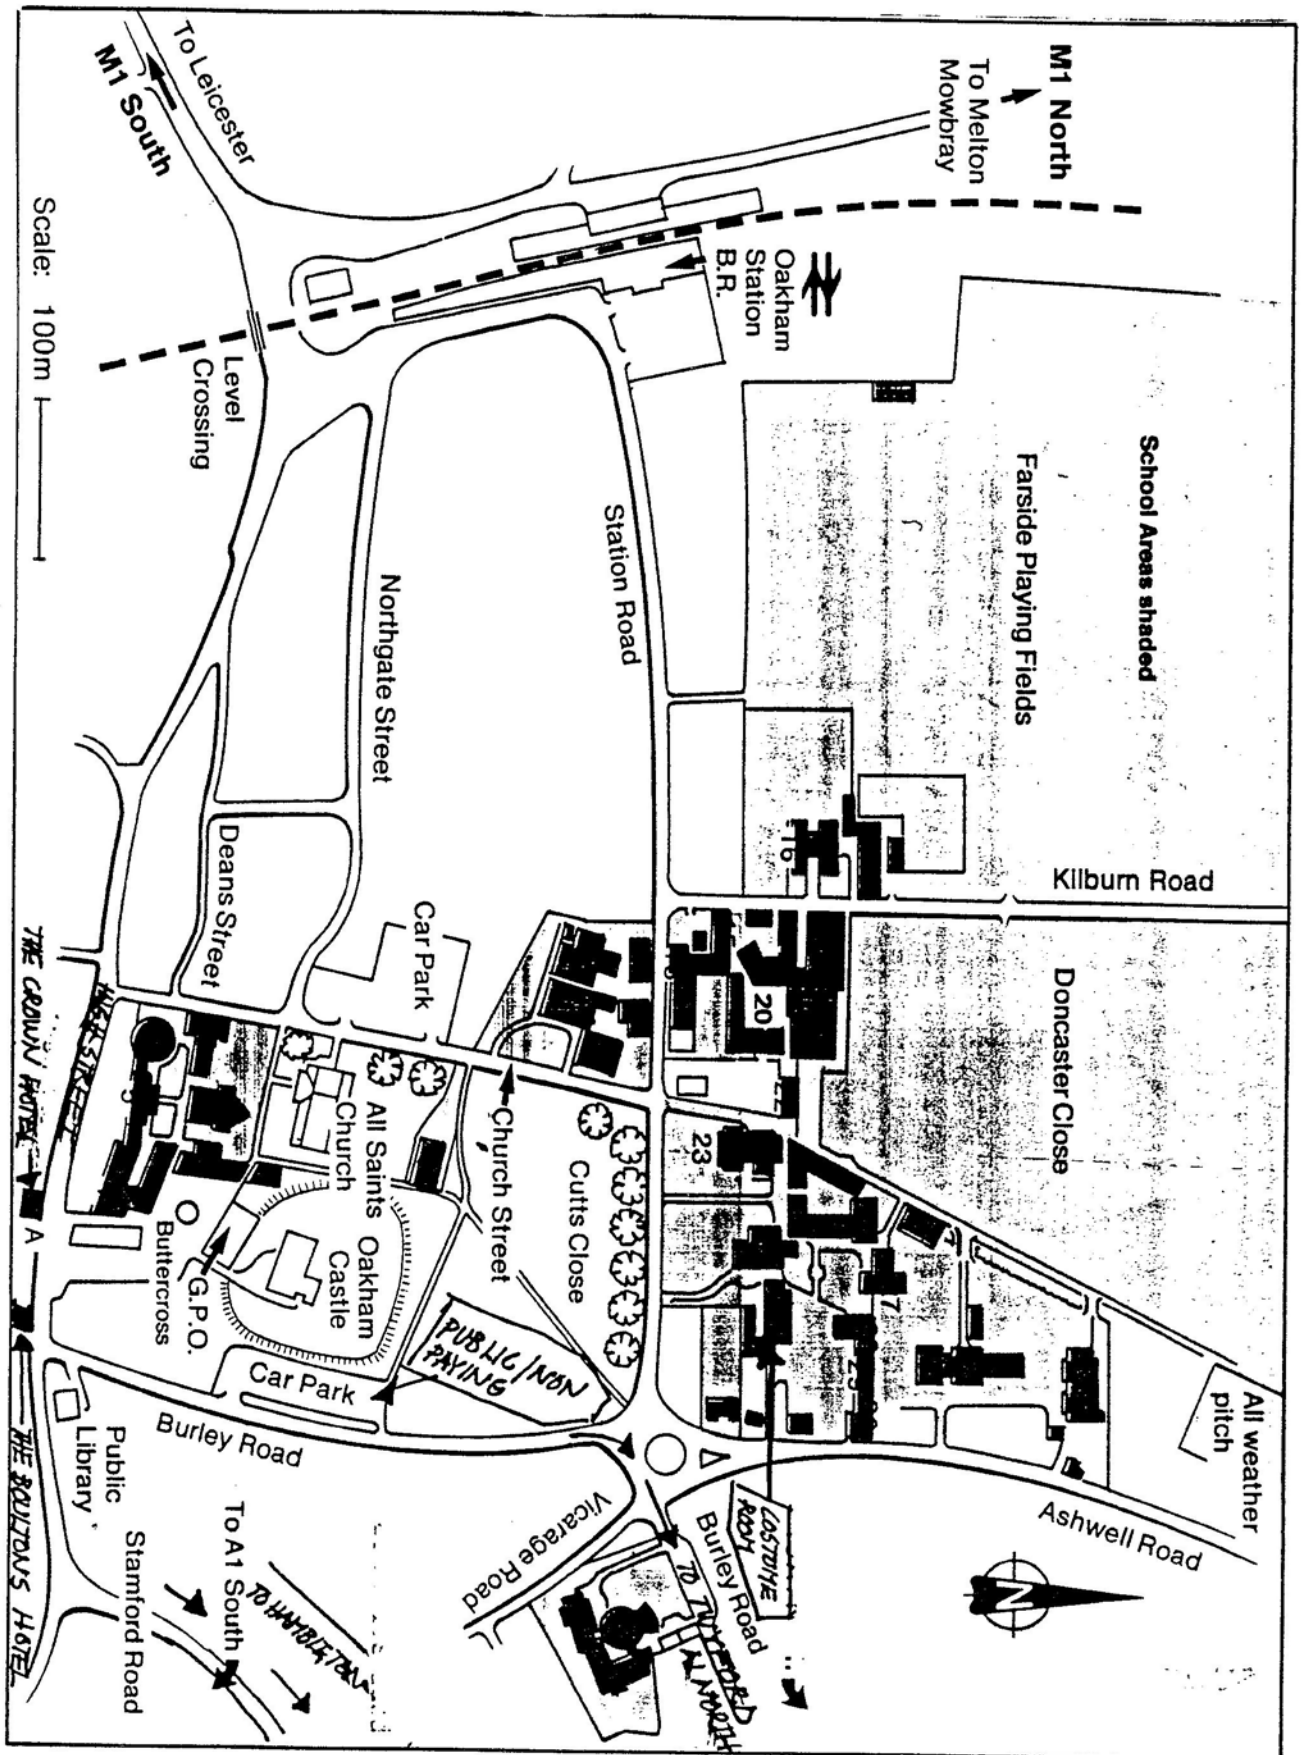 M1 North
To Melton
Mowbray
To Leicester
M1 South
Oakham
Station
B.R.
School Areas shaded
Farside Playing Fields
Level
Crossing
Scale: 100m
Station Road
Northgate Street
Deans Street
Kilburn Road
Doncaster Close
Car Park
16
20
23
7
Church Street
Cutts Close
All Saints
Church
Oakham
Castle
G.P.O.
Buttercross
HIGH STREET
THE CROWN HOTEL
A
PUBLIC/NON
PAYING
Car Park
Burley Road
Public
Library
THE BOULTONS HOTEL
Stamford Road
To A1 South
TO HAMBLETON
Vicarage Road
Burley Road
TO TWYFORD
A1 NORTH
COSTUME
ROOM
Ashwell Road
All weather
pitch
N